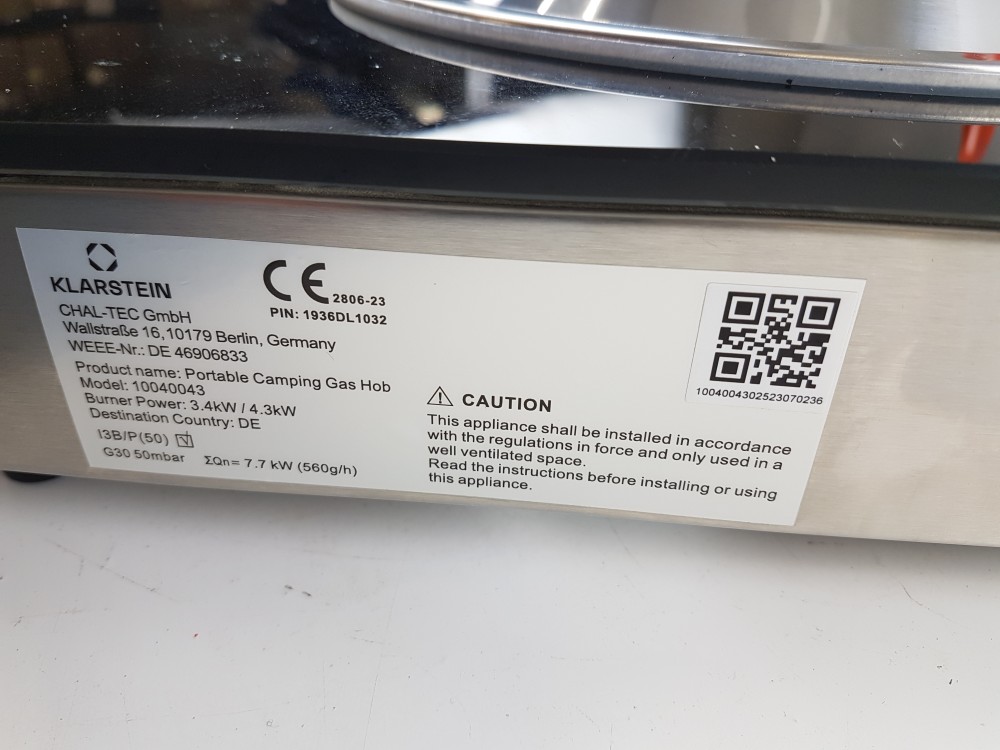 KLARSTEIN
CHAL-TEC GmbH
Wallstraße 16,10179 Berlin, Germany
WEEE-Nr.: DE 46906833
CE 2806-23
PIN: 1936DL1032
Product name: Portable Camping Gas Hob
Model: 10040043
Burner Power: 3.4kW / 4.3kW
Destination Country: DE
I3B/P(50)
G30 50mbar ΣQn= 7.7 kW (560g/h)
CAUTION
This appliance shall be installed in accordance
with the regulations in force and only used in a
well ventilated space.
Read the instructions before installing or using
this appliance.
1004004302523070236